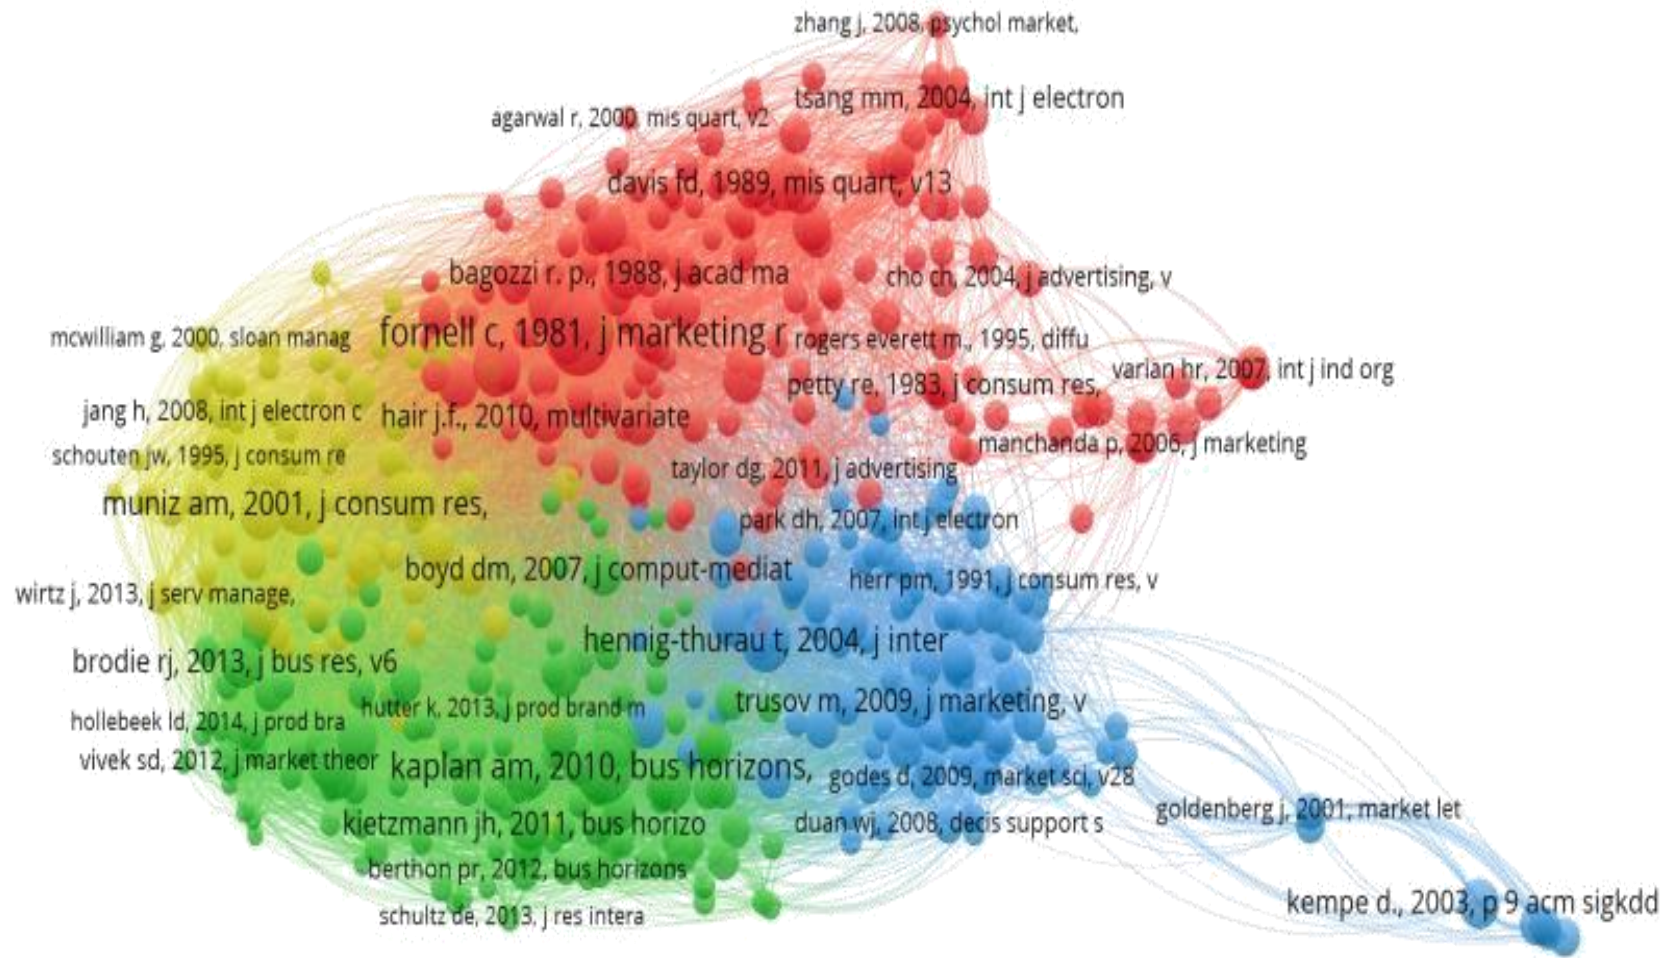 zhang j, 2008, psychol market,
tsang mm, 2004, int j electron
agarwal r, 2000, mis quart, v2
davis fd, 1989, mis quart, v13
bagozzi r. p., 1988, j acad ma
cho ch, 2004, j advertising, v
mcwilliam g, 2000, sloan manag
fornell c, 1981, j marketing r
rogers everett m., 1995, diffu
varian hr, 2007, int j ind org
petty re, 1983, j consum res,
jang h, 2008, int j electron c
hair j.f., 2010, multivariate
manchanda p, 2006, j marketing
schouten jw, 1995, j consum re
taylor dg, 2011, j advertising
muniz am, 2001, j consum res,
park dh, 2007, int j electron
boyd dm, 2007, j comput-mediat
herr pm, 1991, j consum res, v
wirtz j, 2013, j serv manage,
hennig-thurau t, 2004, j inter
brodie rj, 2013, j bus res, v6
trusov m, 2009, j marketing, v
hutter k, 2013, j prod brand m
hollebeek ld, 2014, j prod bra
vivek sd, 2012, j market theor
kaplan am, 2010, bus horizons,
godes d, 2009, market sci, v28
goldenberg j, 2001, market let
kietzmann jh, 2011, bus horizo
duan wj, 2008, decis support s
berthon pr, 2012, bus horizons
kempe d., 2003, p 9 acm sigkdd
schultz de, 2013, j res intera